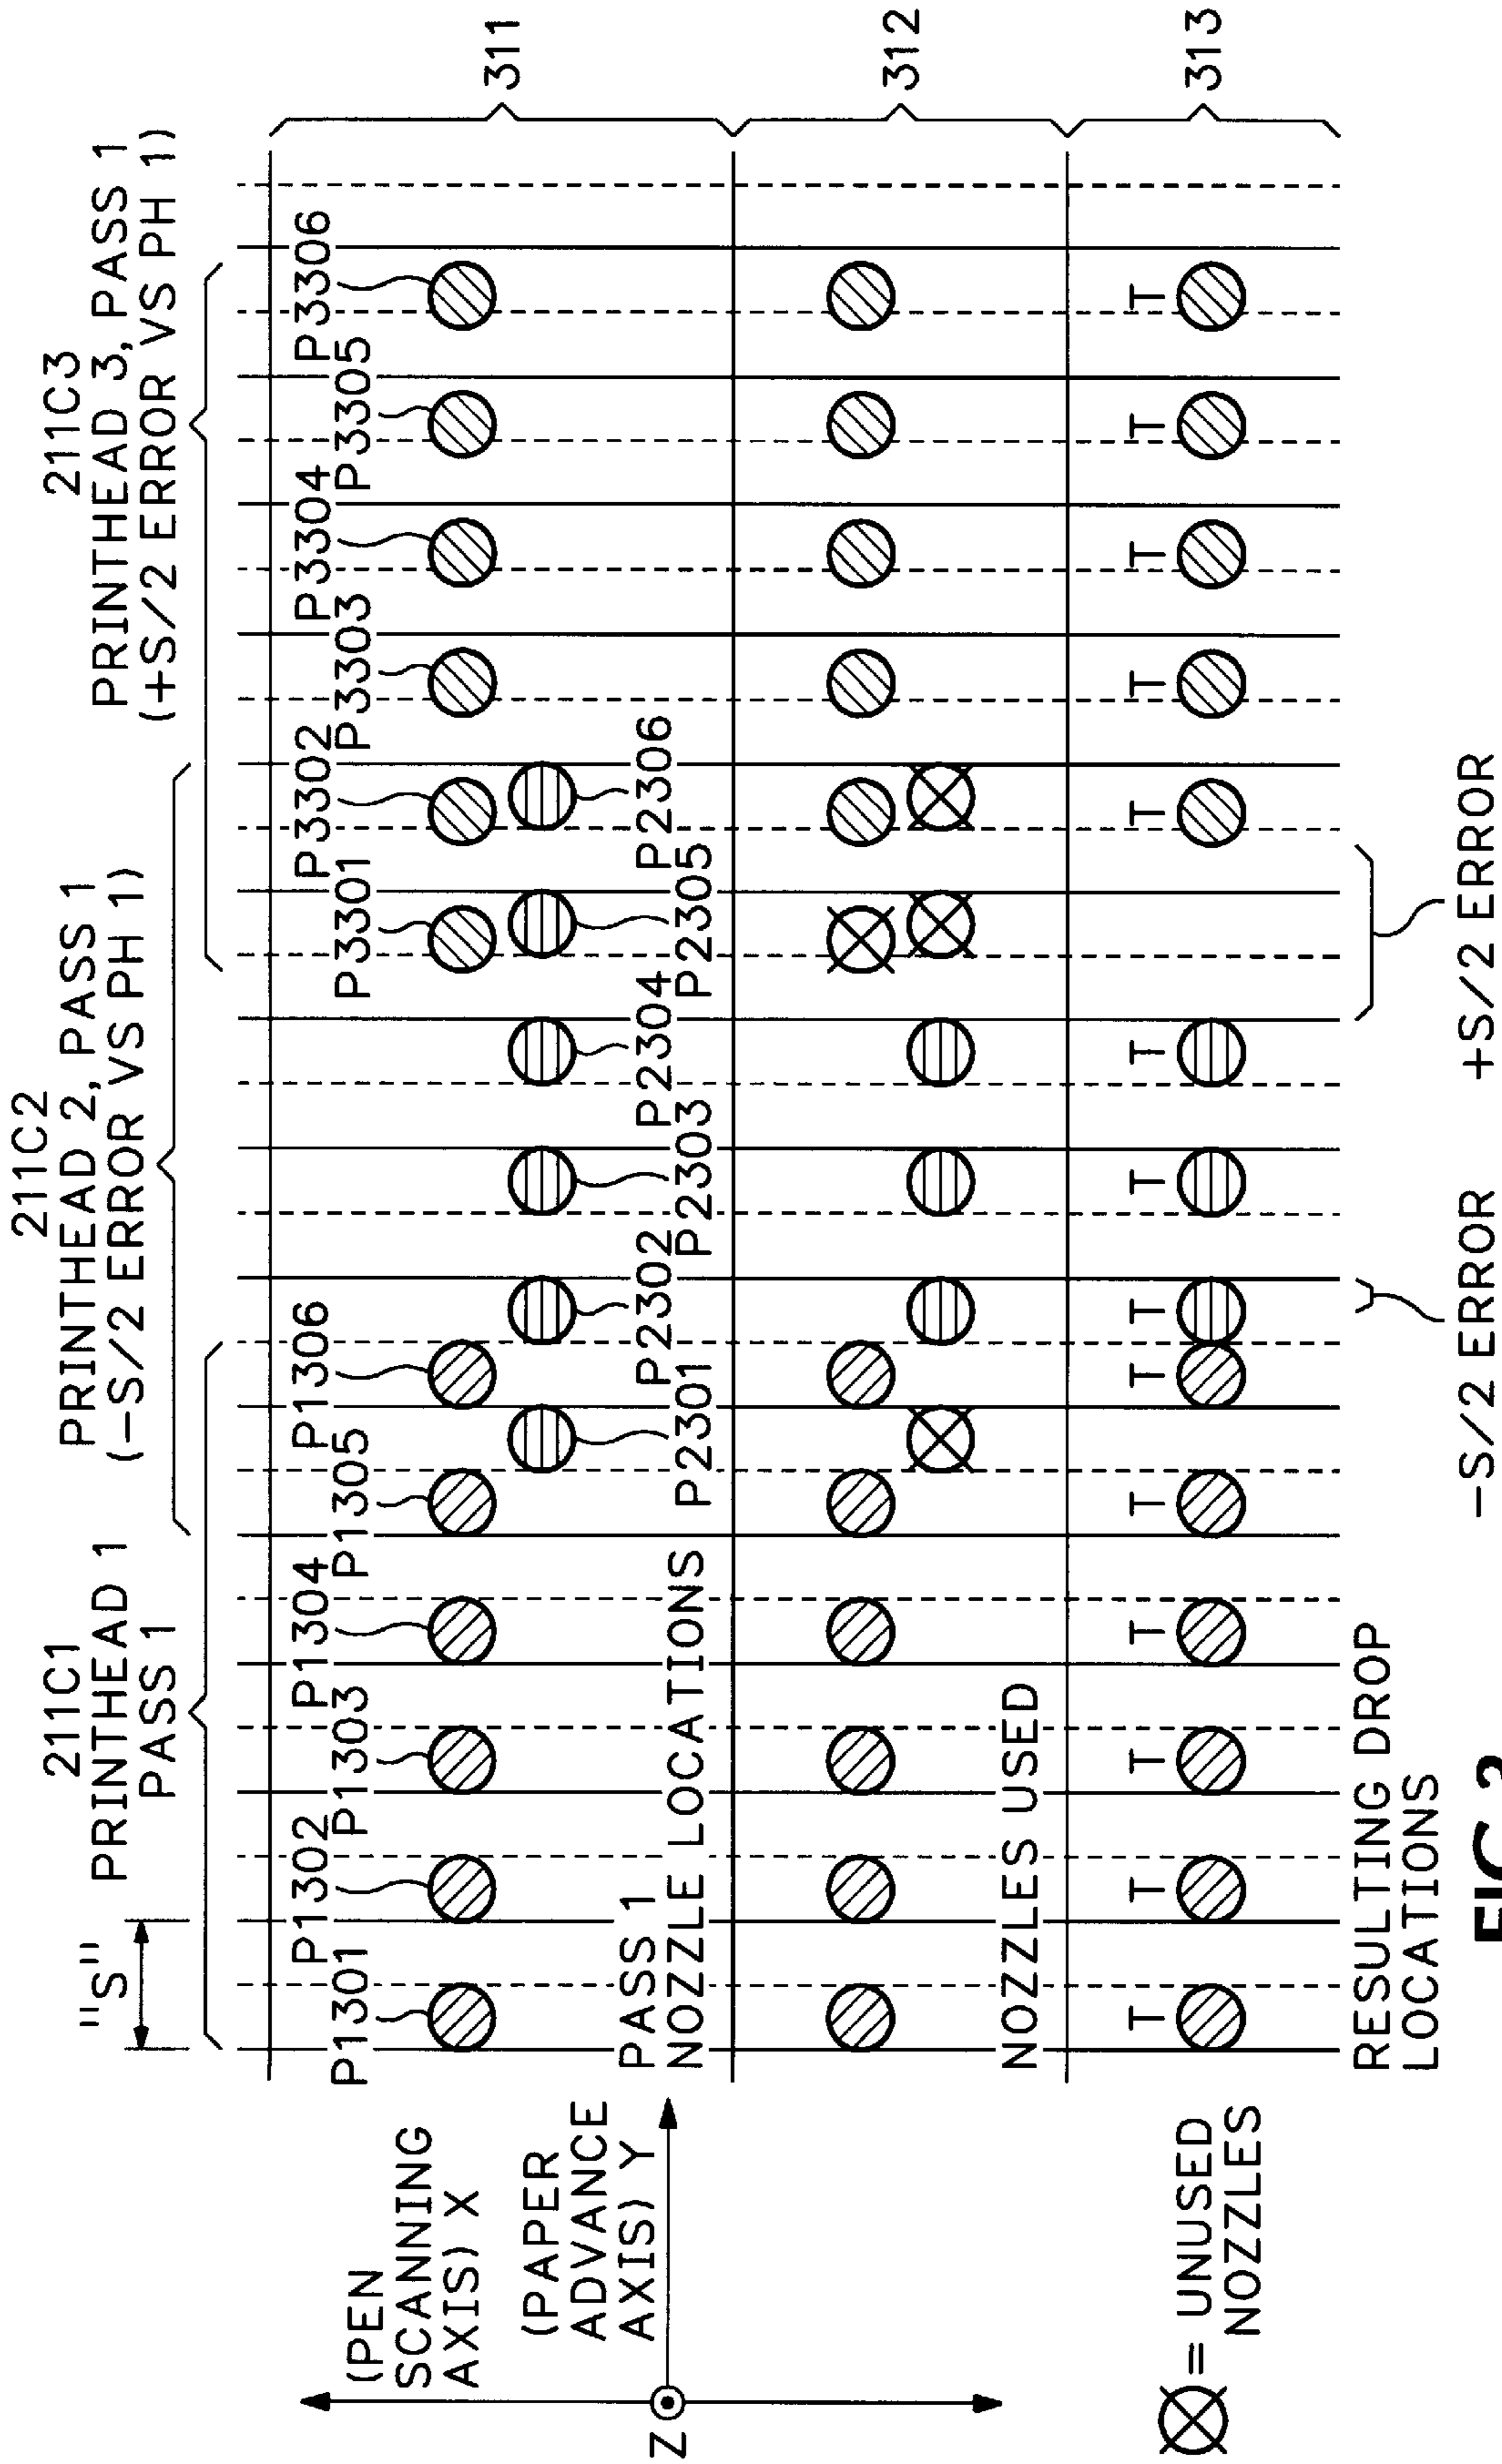 211C1
PRINTHEAD 1
PASS 1
211C2
PRINTHEAD 2, PASS 1
(−S/2 ERROR VS PH 1)
211C3
PRINTHEAD 3, PASS 1
(+S/2 ERROR VS PH 1)
"S"
P1301
P1302
P1303
P1304
P1305
P1306
P3301
P3302
P3303
P3304
P3305
P3306
P2301
P2302
P2303
P2304
P2305
P2306
311
(PEN
SCANNING
AXIS) X
(PAPER
ADVANCE
AXIS) Y
Z
PASS 1
NOZZLE LOCATIONS
312
NOZZLES USED
T T T T T T T T T T T T T T
313
= UNUSED
NOZZLES
RESULTING DROP
LOCATIONS
−S/2 ERROR
+S/2 ERROR